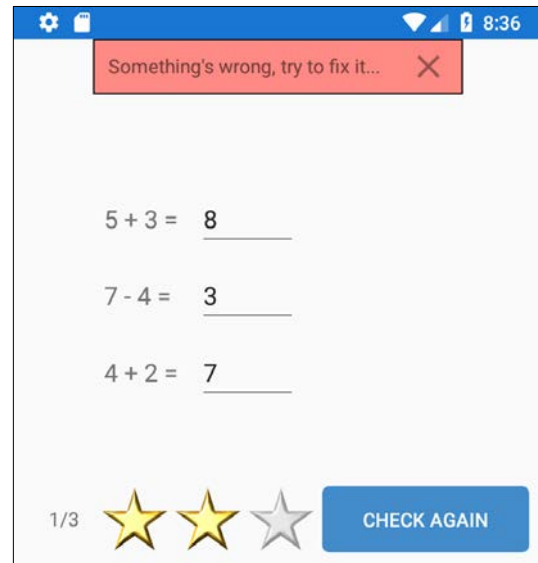 8:36
Something's wrong, try to fix it...
5 + 3 = 8
7 - 4 = 3
4 + 2 = 7
1/3 CHECK AGAIN